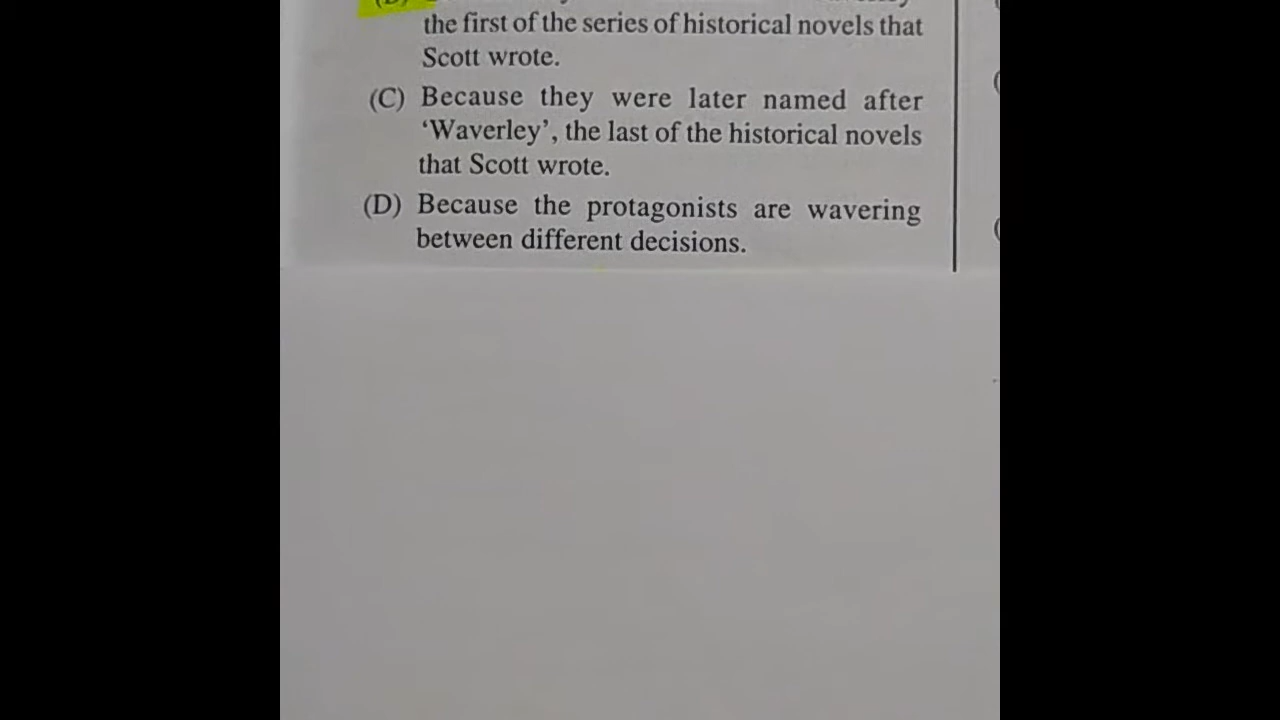 (B)
the first of the series of historical novels that
Scott wrote.
(C) Because they were later named after
‘Waverley’, the last of the historical novels
that Scott wrote.
(D) Because the protagonists are wavering
between different decisions.